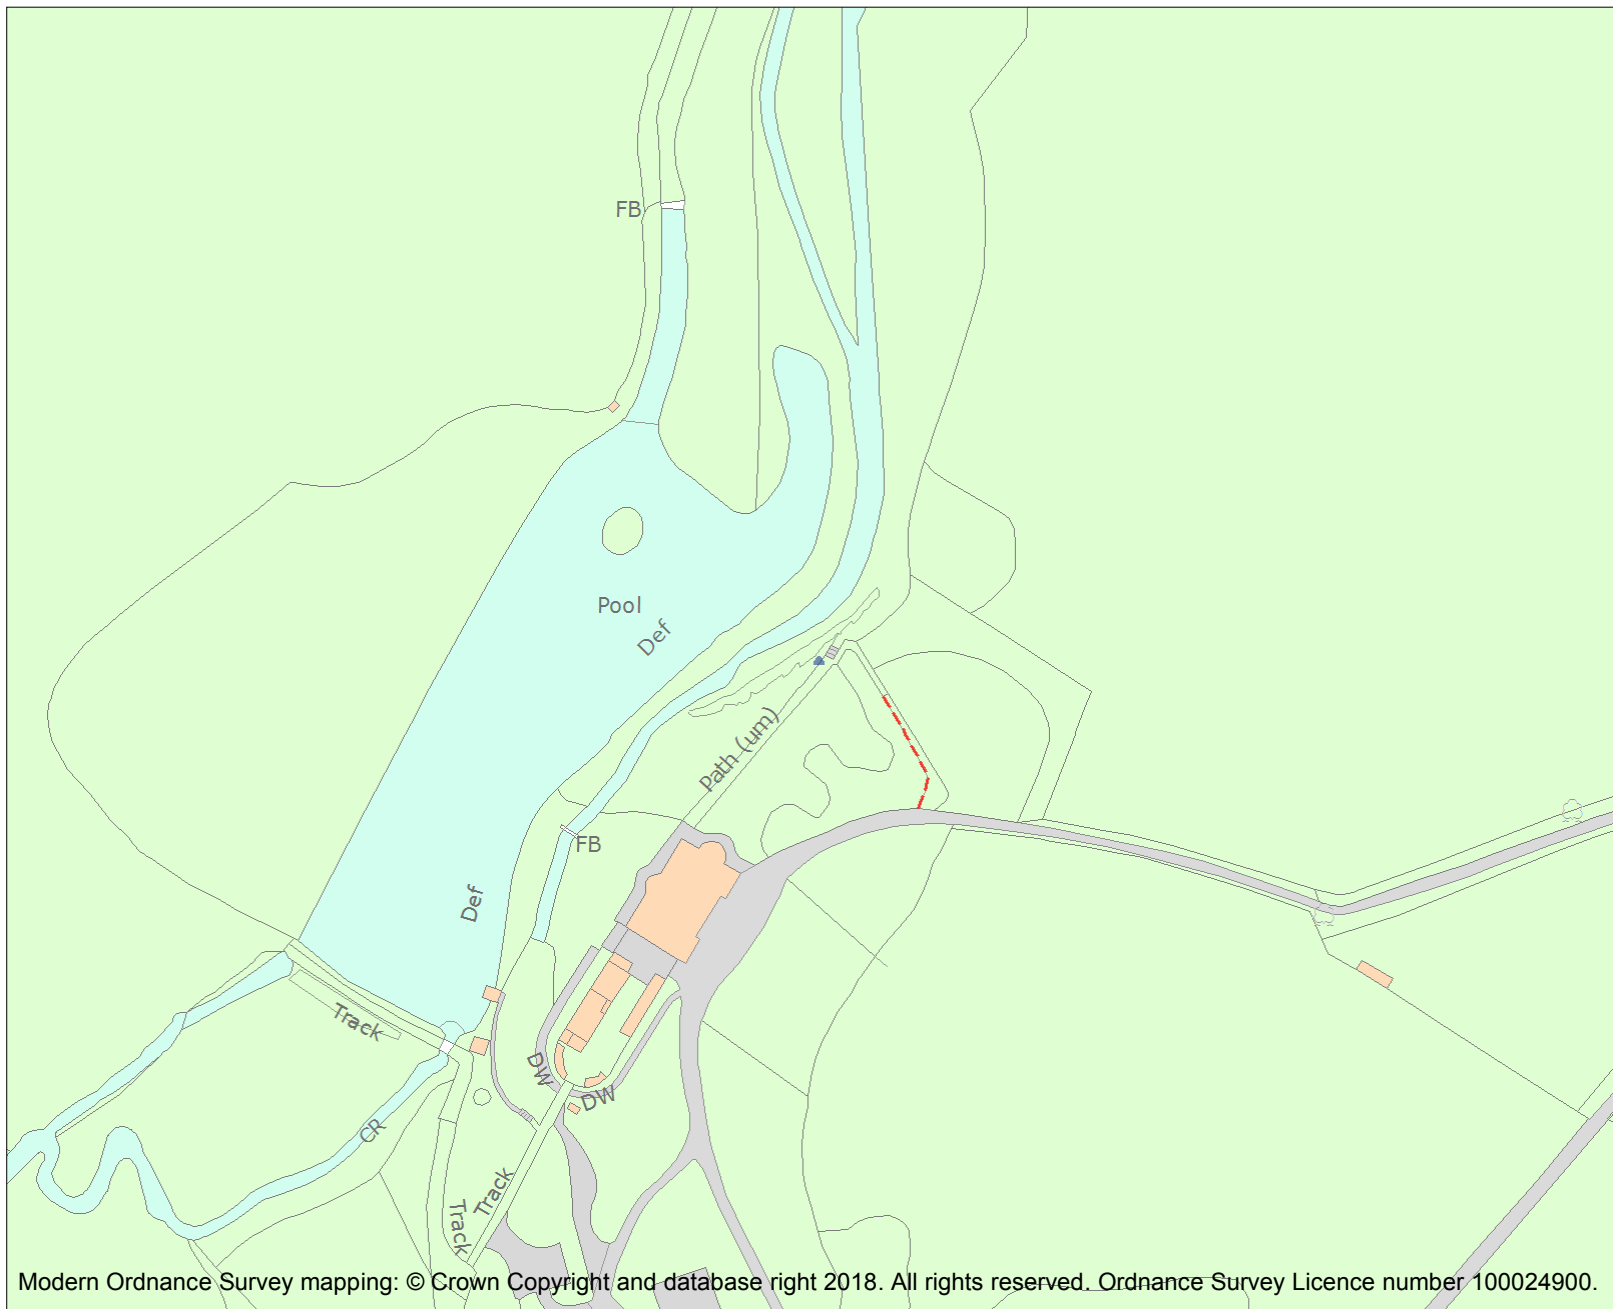 FB
Pool
Def
Path (um)
FB
Def
Track
DW
DW
CR
Track
Track
Modern Ordnance Survey mapping: © Crown Copyright and database right 2018. All rights reserved. Ordnance Survey Licence number 100024900.